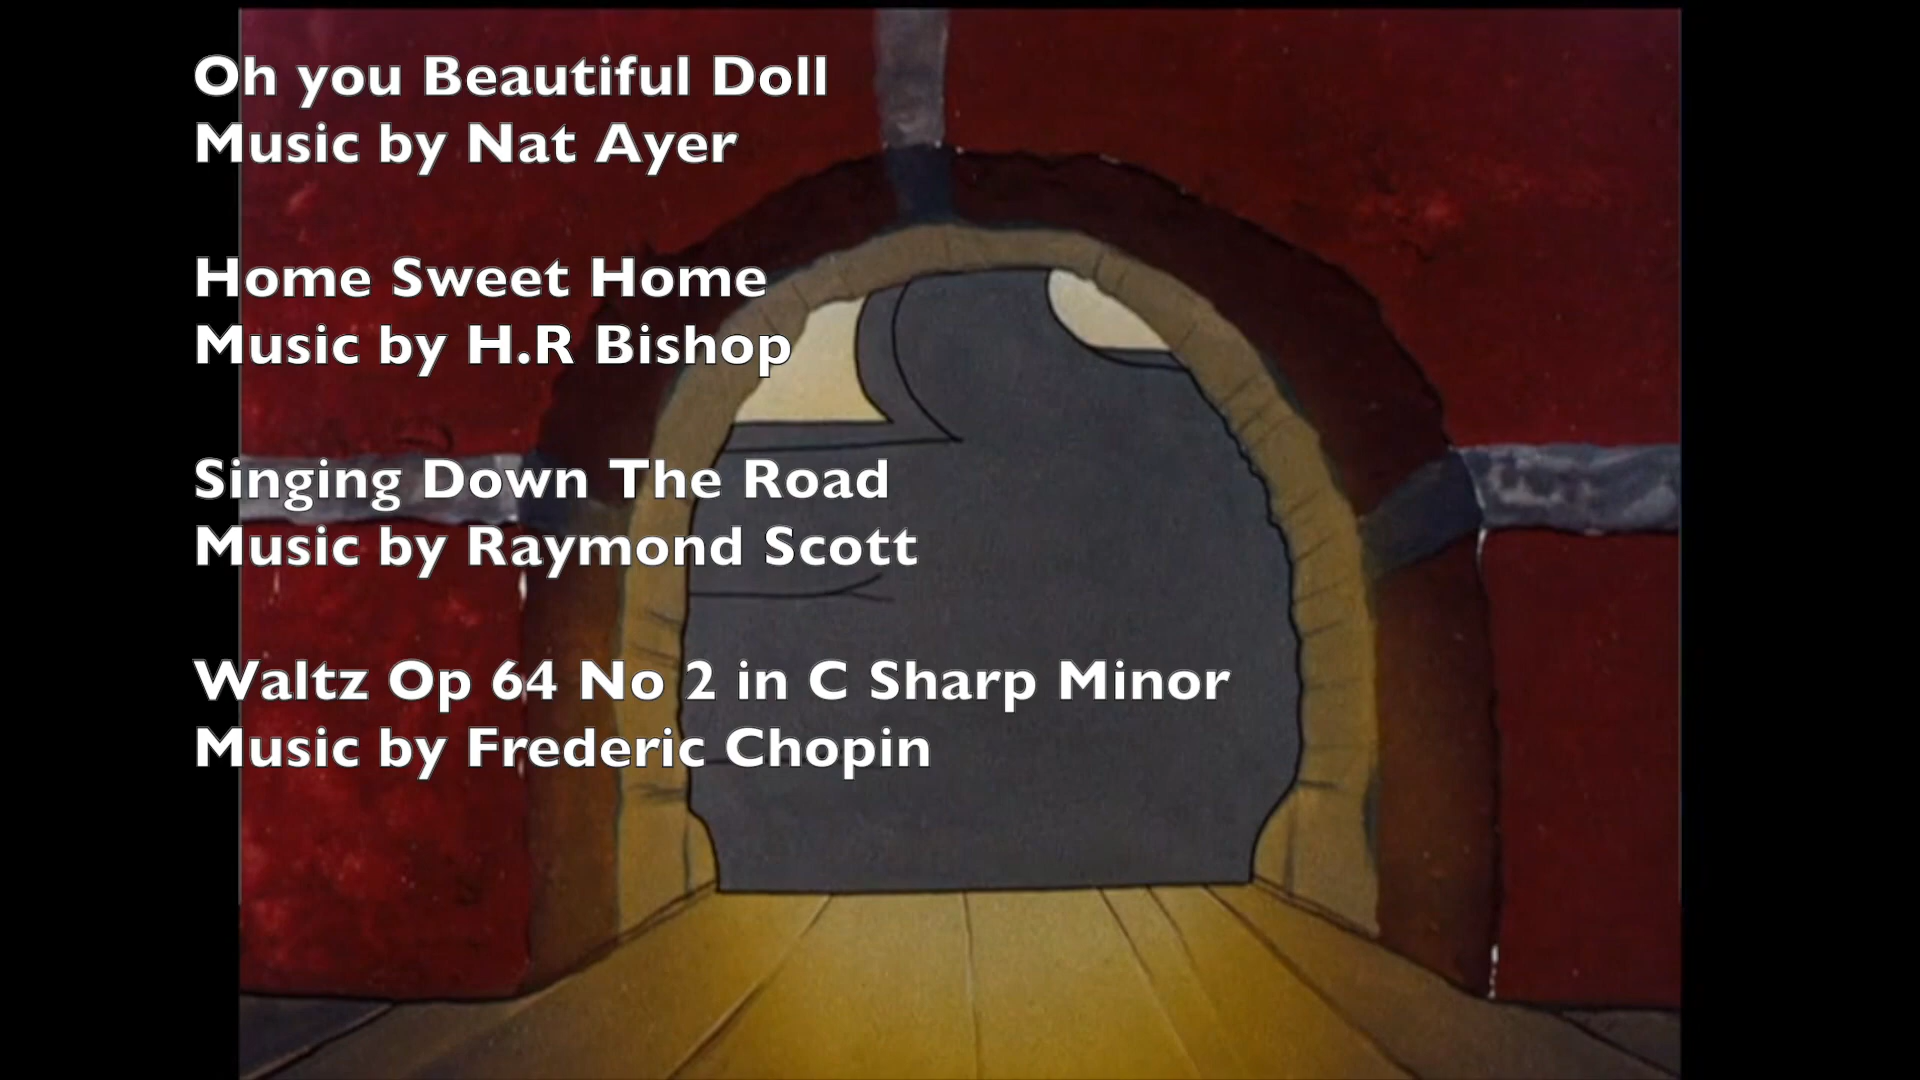 Oh you Beautiful Doll
Music by Nat Ayer
Home Sweet Home
Music by H.R Bishop
Singing Down The Road
Music by Raymond Scott
Waltz Op 64 No 2 in C Sharp Minor
Music by Frederic Chopin